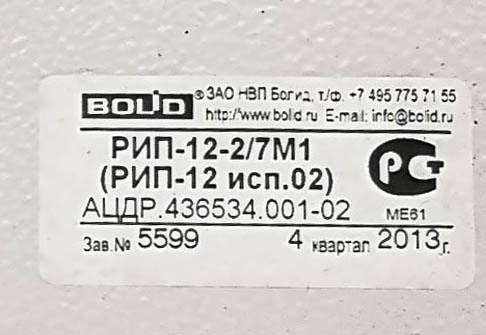 BOLID ® ЗАО НВП Болид, т/ф. +7 495 775 71 55
http://www.bolid.ru E-mail: info@bolid.ru
РИП-12-2/7М1
(РИП-12 исп.02)
РСТ
АЦДР.436534.001-02
МЕ61
Зав.№ 5599 4 квартал 2013г.